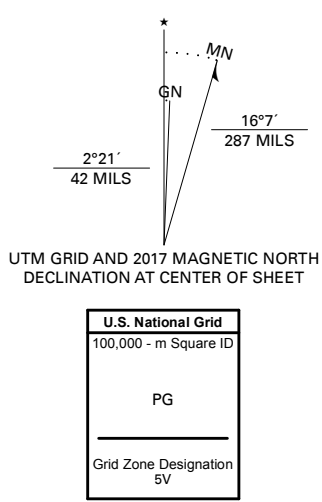 ★
MN
GN
16°7´
287 MILS
2°21´
42 MILS
UTM GRID AND 2017 MAGNETIC NORTH
DECLINATION AT CENTER OF SHEET
U.S. National Grid
100,000 - m Square ID
PG
Grid Zone Designation
5V